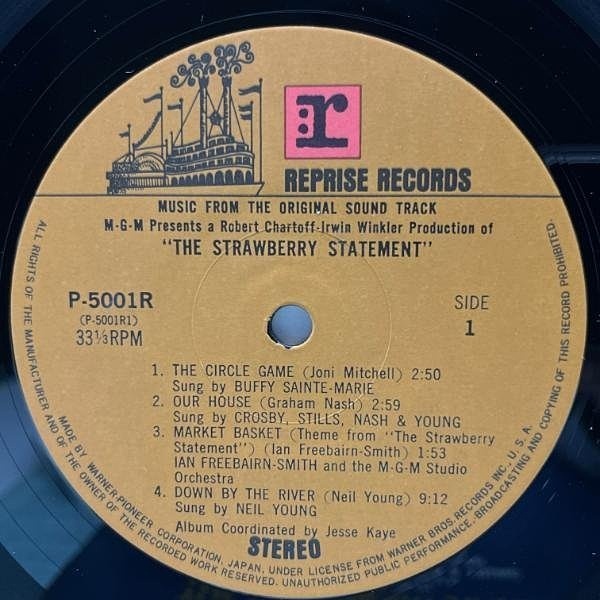 :r
REPRISE RECORDS
MUSIC FROM THE ORIGINAL SOUND TRACK
M-G-M Presents a Robert Chartoff-Irwin Winkler Production of
"THE STRAWBERRY STATEMENT"
P-5001R
(P-5001R1)
33⅓RPM
SIDE
1
1. THE CIRCLE GAME (Joni Mitchell) 2:50
Sung by BUFFY SAINTE-MARIE
2. OUR HOUSE (Graham Nash) 2:59
Sung by CROSBY, STILLS, NASH & YOUNG
3. MARKET BASKET (Theme from "The Strawberry
Statement") (Ian Freebairn-Smith) 1:53
IAN FREEBAIRN-SMITH and the M-G-M Studio
Orchestra
4. DOWN BY THE RIVER (Neil Young) 9:12
Sung by NEIL YOUNG
Album Coordinated by Jesse Kaye
STEREO
ALL RIGHTS OF THE MANUFACTURER AND OF THE OWNER OF THE RECORDED WORK RESERVED. UNAUTHORIZED PUBLIC PERFORMANCE, BROADCASTING AND COPYING OF THIS RECORD PROHIBITED.
MADE BY WARNER-PIONEER CORPORATION, JAPAN, UNDER LICENSE FROM WARNER BROS. RECORDS INC., U.S.A.